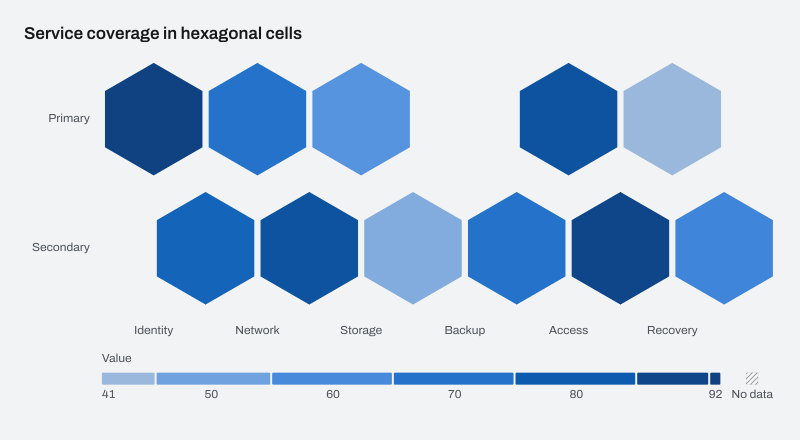 Service coverage in hexagonal cells
Primary
Secondary
Identity Network Storage Backup Access Recovery
Value
41 50 60 70 80 92 No data